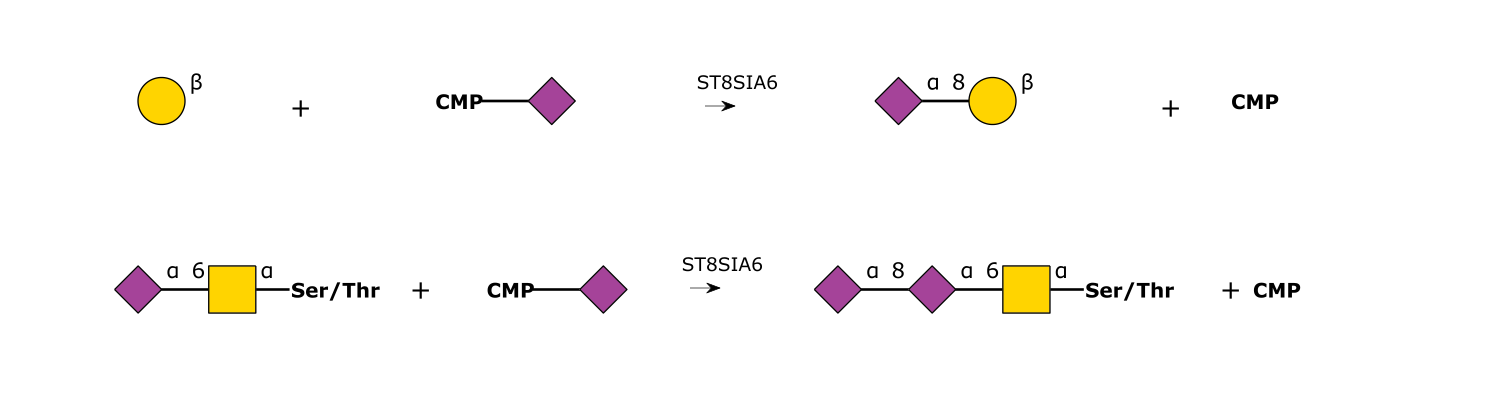 β + CMP ST8SIA6 α 8 β + CMP
α 6 α Ser/Thr + CMP ST8SIA6 α 8 α 6 α Ser/Thr + CMP